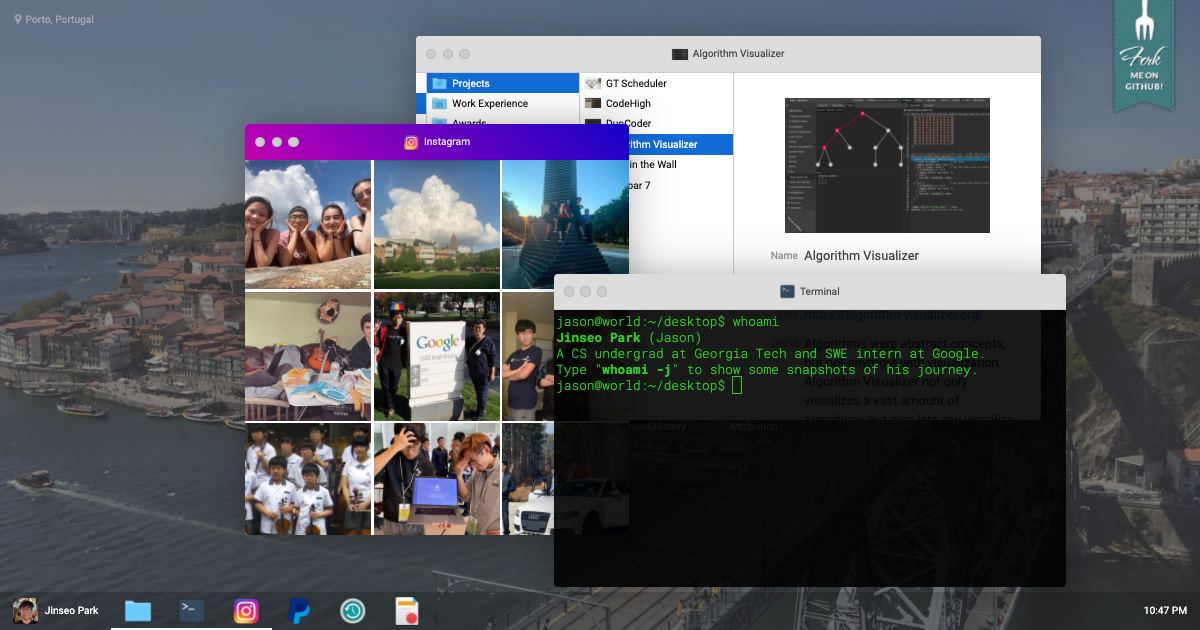 Porto, Portugal
Fork
ME ON
GITHUB!
Algorithm Visualizer
Projects
Work Experience
Awards
GT Scheduler
CodeHigh
DuoCoder
rithm Visualizer
in the Wall
bar 7
Name Algorithm Visualizer
Instagram
Google
Terminal
https://algorithm-visualizer.org/
jason@world:~/desktop$ whoami
Jinseo Park (Jason)
A CS undergrad at Georgia Tech and SWE intern at Google.
Type "whoami -j" to show some snapshots of his journey.
jason@world:~/desktop$
Detail Algorithms were abstract concepts,
Algorithm Visualizer not only
visualizes a vast amount of
algorithms but also lets you visualize
rsion History
Attribution
Jinseo Park
10:47 PM